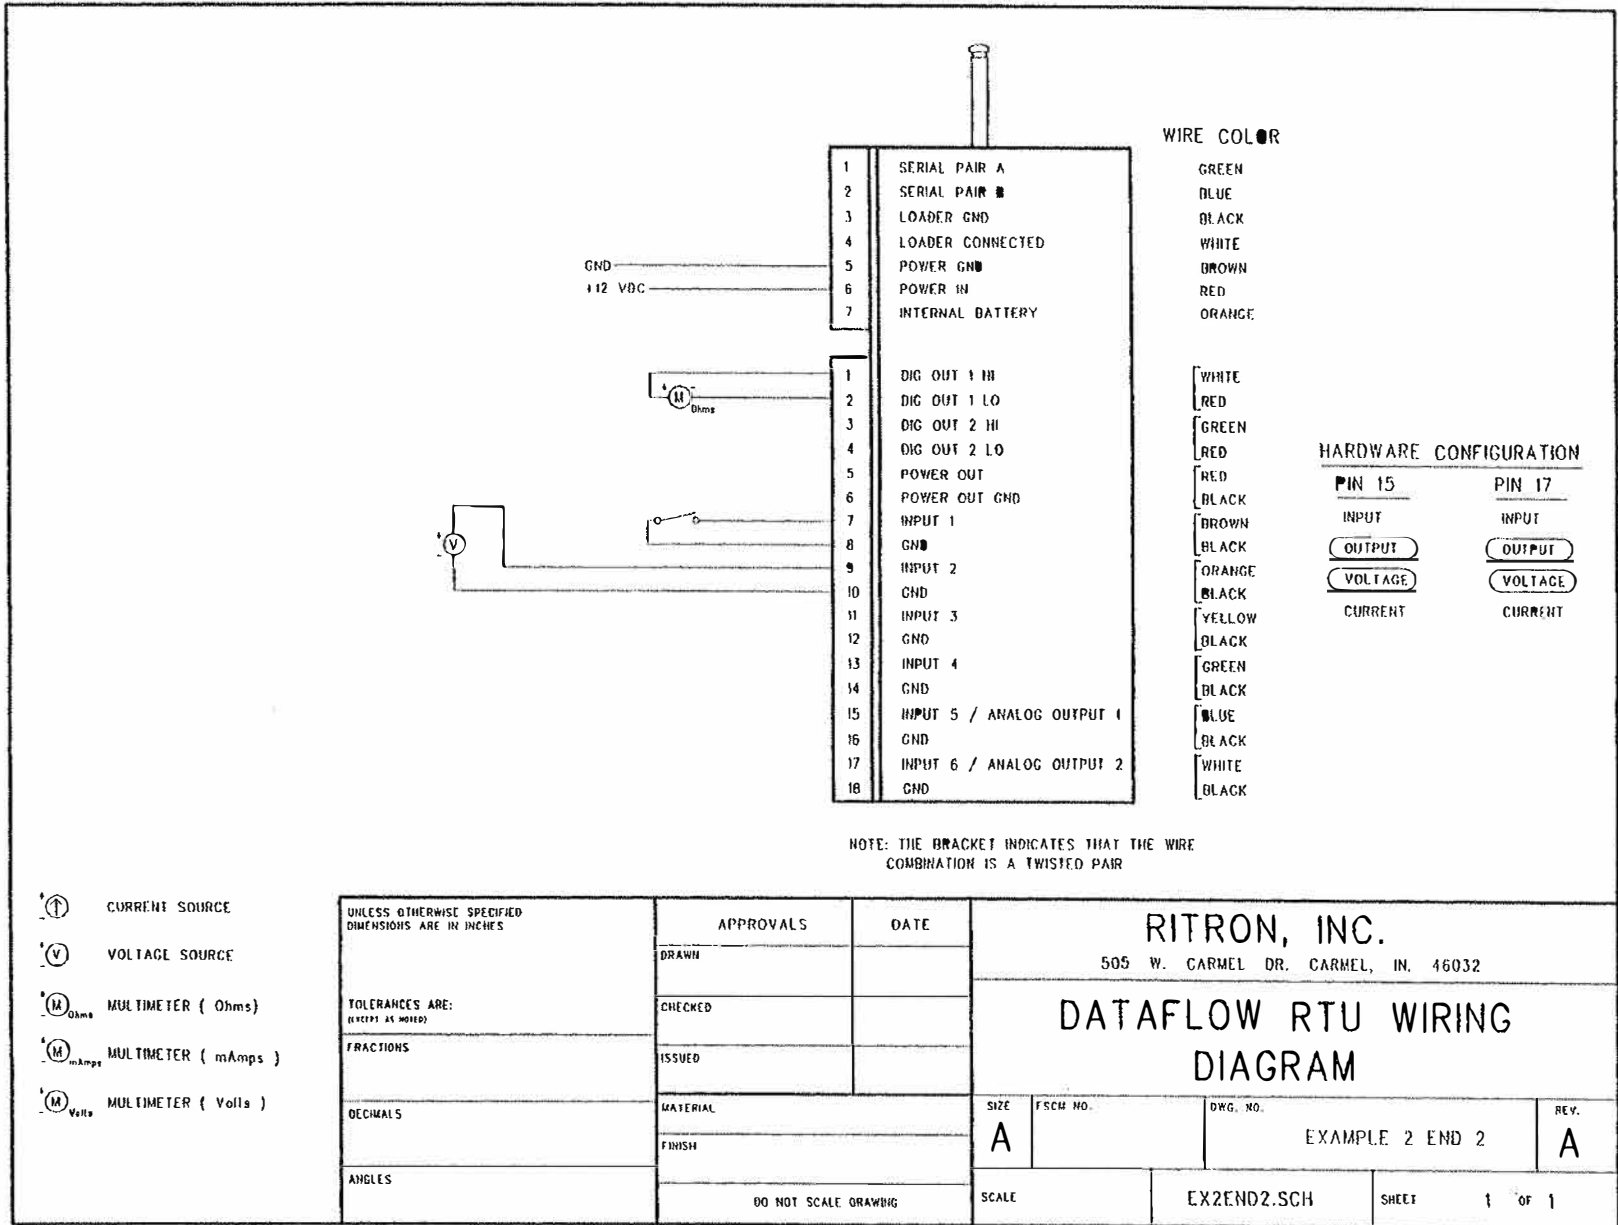 WIRE COLOR
1 SERIAL PAIR A GREEN
2 SERIAL PAIR B BLUE
3 LOADER GND BLACK
4 LOADER CONNECTED WHITE
GND 5 POWER GND BROWN
+12 VDC 6 POWER IN RED
7 INTERNAL BATTERY ORANGE
1 DIG OUT 1 HI WHITE
+ - M Ohms
2 DIG OUT 1 LO RED
3 DIG OUT 2 HI GREEN
4 DIG OUT 2 LO RED
5 POWER OUT RED
6 POWER OUT GND BLACK
7 INPUT 1 BROWN
8 GND BLACK
+ V -
9 INPUT 2 ORANGE
10 GND BLACK
11 INPUT 3 YELLOW
12 GND BLACK
13 INPUT 4 GREEN
14 GND BLACK
15 INPUT 5 / ANALOG OUTPUT 1 BLUE
16 GND BLACK
17 INPUT 6 / ANALOG OUTPUT 2 WHITE
18 GND BLACK
HARDWARE CONFIGURATION
PIN 15 PIN 17
INPUT INPUT
OUTPUT OUTPUT
VOLTAGE VOLTAGE
CURRENT CURRENT
NOTE: THE BRACKET INDICATES THAT THE WIRE
COMBINATION IS A TWISTED PAIR
+ - CURRENT SOURCE
+ - V VOLTAGE SOURCE
+ - M Ohms MULTIMETER ( Ohms)
+ - M mAmps MULTIMETER ( mAmps )
+ - M Volts MULTIMETER ( Volts )
UNLESS OTHERWISE SPECIFIED
DIMENSIONS ARE IN INCHES
TOLERANCES ARE:
(EXCEPT AS NOTED)
FRACTIONS
DECIMALS
ANGLES
APPROVALS DATE
DRAWN
CHECKED
ISSUED
MATERIAL
FINISH
DO NOT SCALE DRAWING
RITRON, INC.
505 W. CARMEL DR. CARMEL, IN. 46032
DATAFLOW RTU WIRING
DIAGRAM
SIZE FSCM NO. DWG. NO. REV.
A EXAMPLE 2 END 2 A
SCALE EX2END2.SCH SHEET 1 OF 1